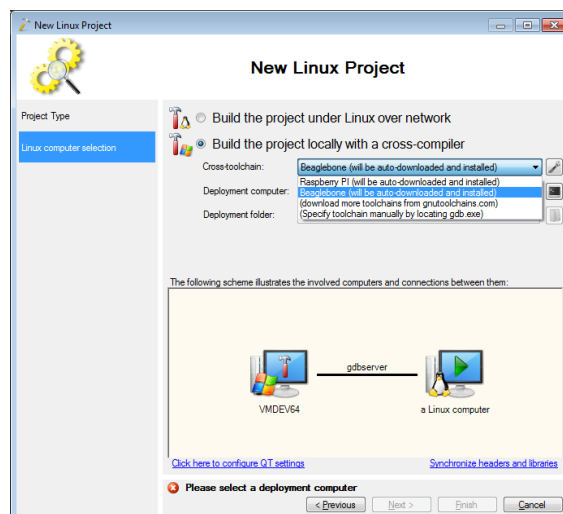 New Linux Project
New Linux Project
Project Type
Linux computer selection
Build the project under Linux over network
Build the project locally with a cross-compiler
Cross-toolchain: Beaglebone (will be auto-downloaded and installed)
Raspberry PI (will be auto-downloaded and installed)
Deployment computer: Beaglebone (will be auto-downloaded and installed)
(download more toolchains from gnutoolchains.com)
Deployment folder: (Specify toolchain manually by locating gdb.exe)
The following scheme illustrates the involved computers and connections between them:
gdbserver
VMDEV64 a Linux computer
Click here to configure QT settings Synchronize headers and libraries
Please select a deployment computer
< Previous Next > Finish Cancel